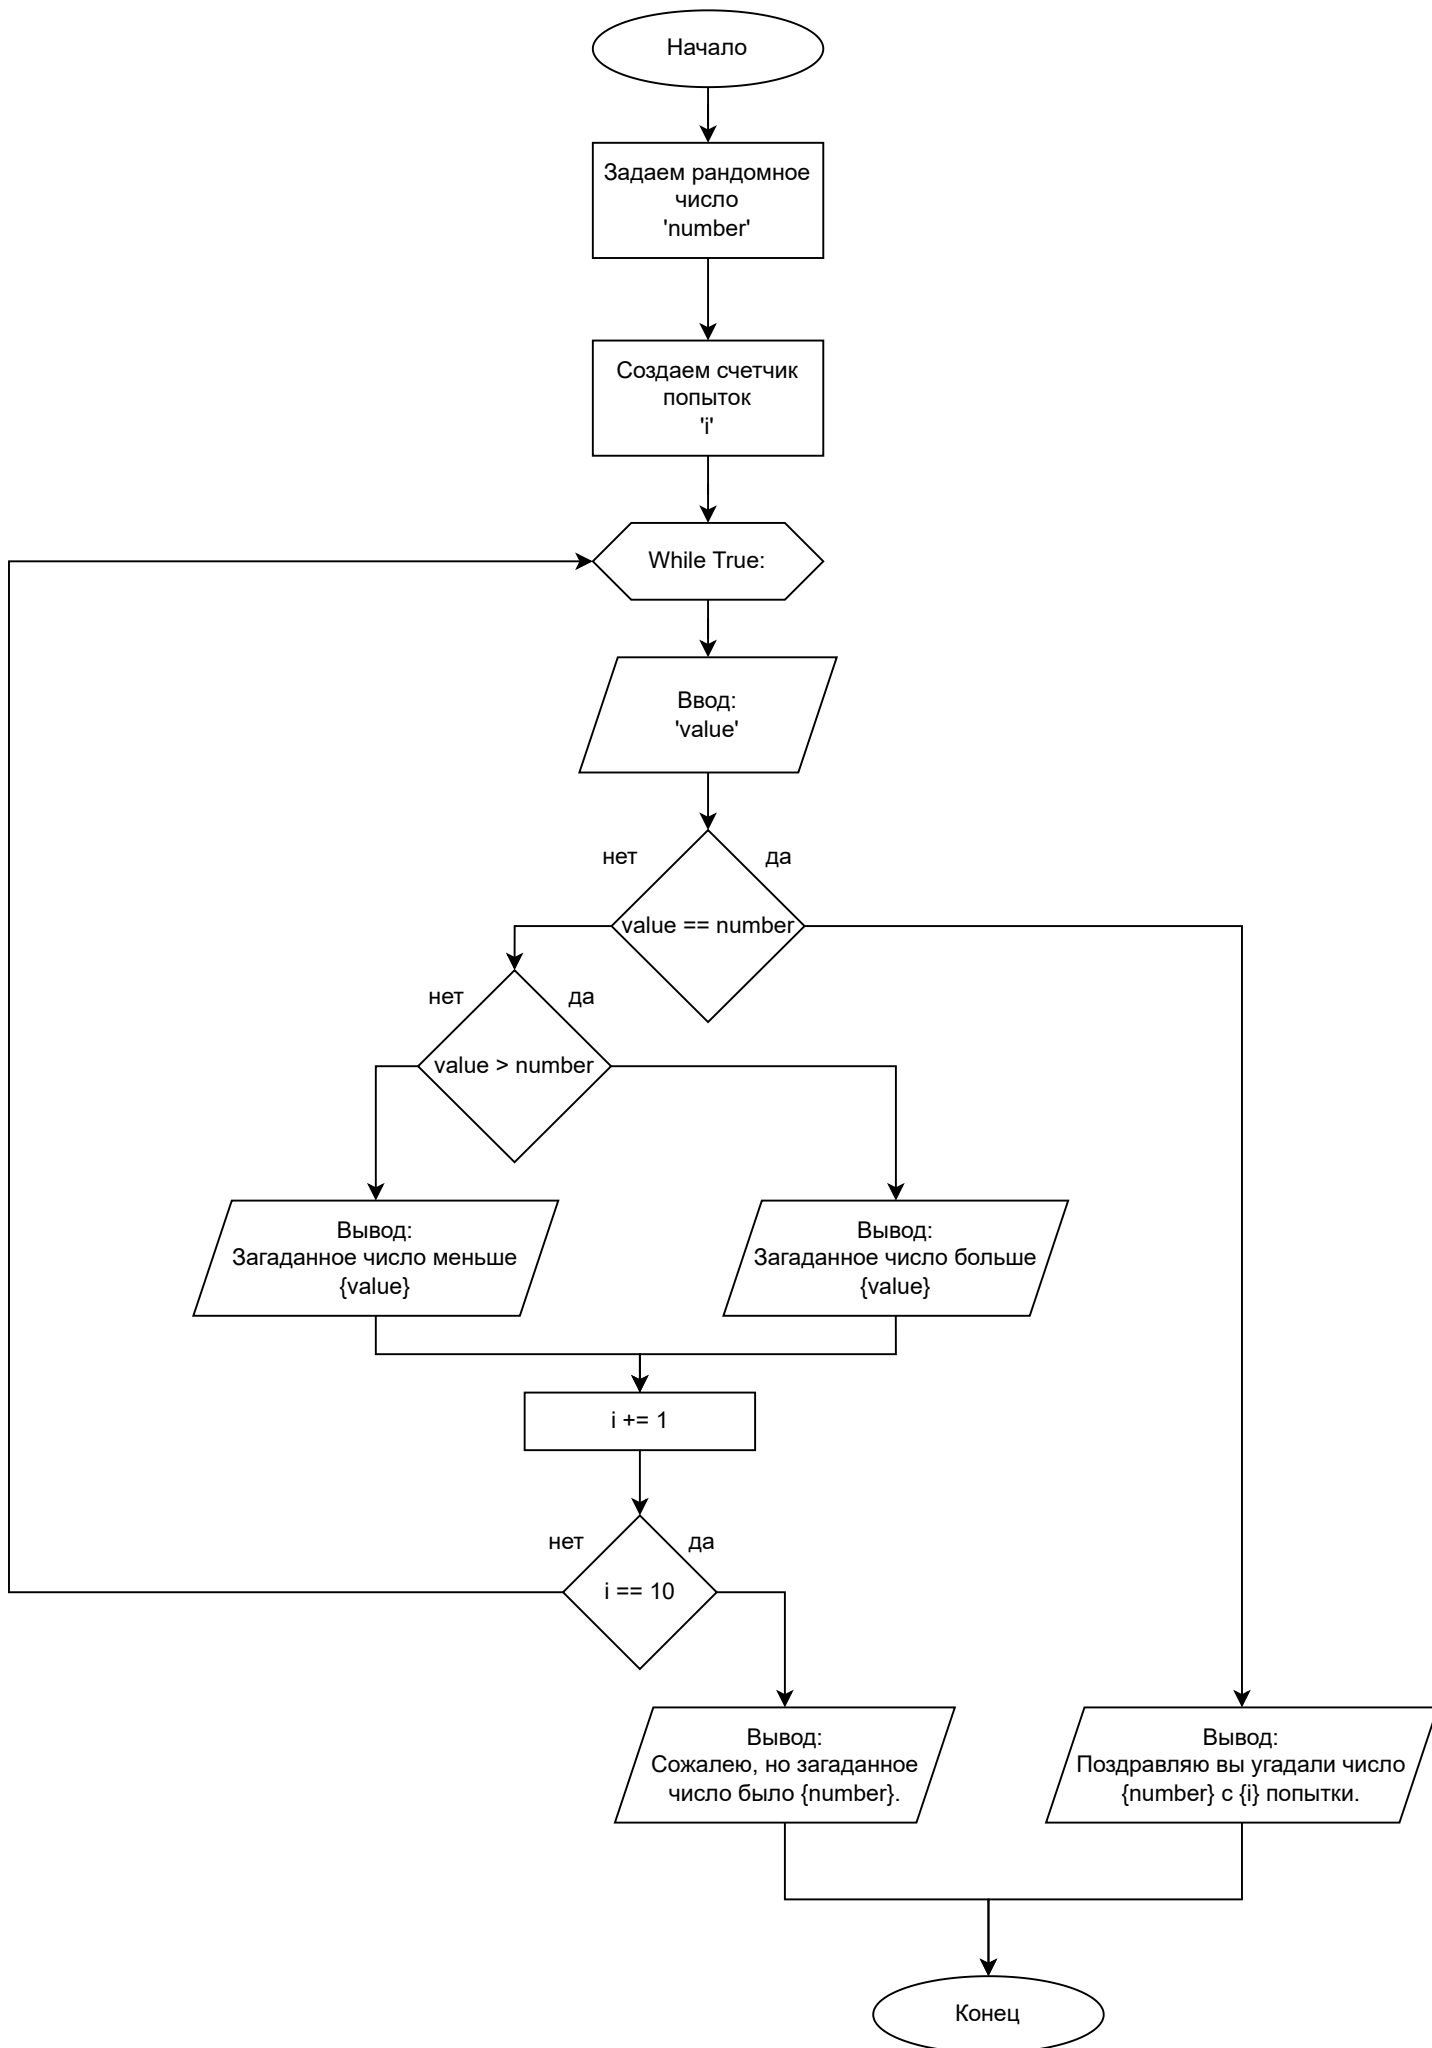 Начало
Задаем рандомное
число
'number'
Создаем счетчик
попыток
'i'
While True:
Ввод:
'value'
нет
да
value == number
нет
да
value > number
Вывод:
Загаданное число меньше
{value}
Вывод:
Загаданное число больше
{value}
i += 1
нет
да
i == 10
Вывод:
Сожалею, но загаданное
число было {number}.
Вывод:
Поздравляю вы угадали число
{number} с {i} попытки.
Конец